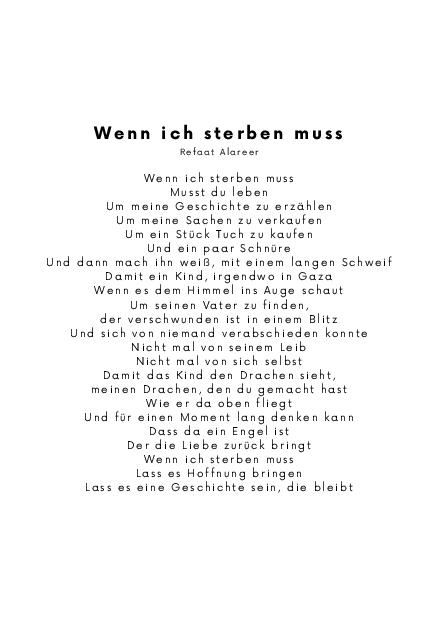 Wenn ich sterben muss
Refaat Alareer
Wenn ich sterben muss
Musst du leben
Um meine Geschichte zu erzählen
Um meine Sachen zu verkaufen
Um ein Stück Tuch zu kaufen
Und ein paar Schnüre
Und dann mach ihn weiß, mit einem langen Schweif
Damit ein Kind, irgendwo in Gaza
Wenn es dem Himmel ins Auge schaut
Um seinen Vater zu finden,
der verschwunden ist in einem Blitz
Und sich von niemand verabschieden konnte
Nicht mal von seinem Leib
Nicht mal von sich selbst
Damit das Kind den Drachen sieht,
meinen Drachen, den du gemacht hast
Wie er da oben fliegt
Und für einen Moment lang denken kann
Dass da ein Engel ist
Der die Liebe zurück bringt
Wenn ich sterben muss
Lass es Hoffnung bringen
Lass es eine Geschichte sein, die bleibt